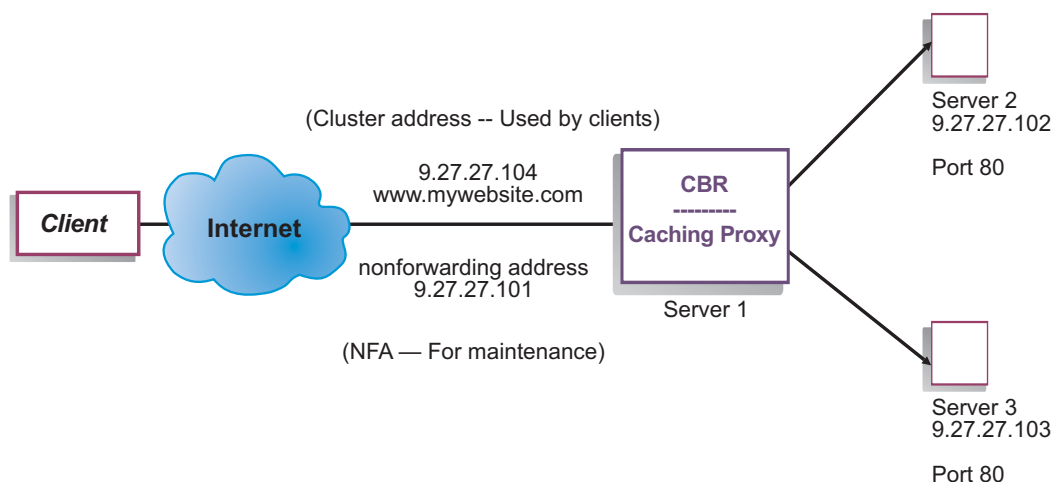 (Cluster address -- Used by clients)
9.27.27.104
www.mywebsite.com
Client
Internet
nonforwarding address
9.27.27.101
(NFA — For maintenance)
CBR
---------
Caching Proxy
Server 1
Server 2
9.27.27.102
Port 80
Server 3
9.27.27.103
Port 80